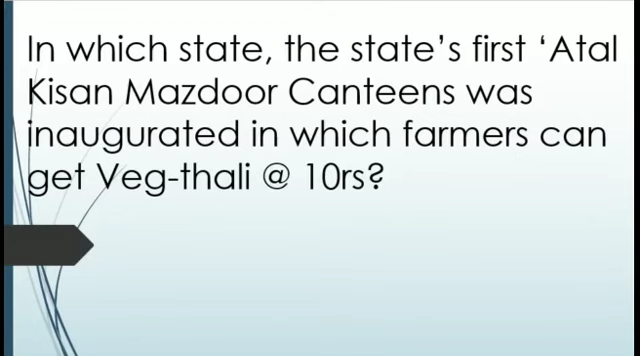 In which state, the state’s first ‘Atal
Kisan Mazdoor Canteens was
inaugurated in which farmers can
get Veg-thali @ 10rs?